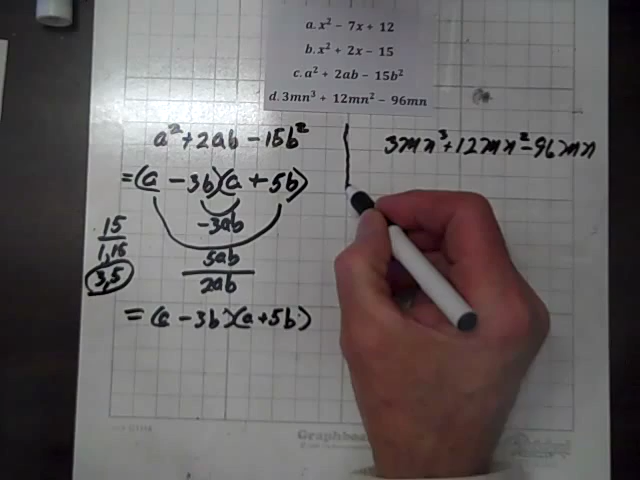 a. x² − 7x + 12
b. x² + 2x − 15
c. a² + 2ab − 15b²
d. 3mn³ + 12mn² − 96mn
a² + 2ab − 15b²
= (a − 3b)(a + 5b)
−3ab
5ab
2ab
15
1, 15
3, 5
= (a − 3b)(a + 5b)
3mn³ + 12mn² − 96mn
Graphboa